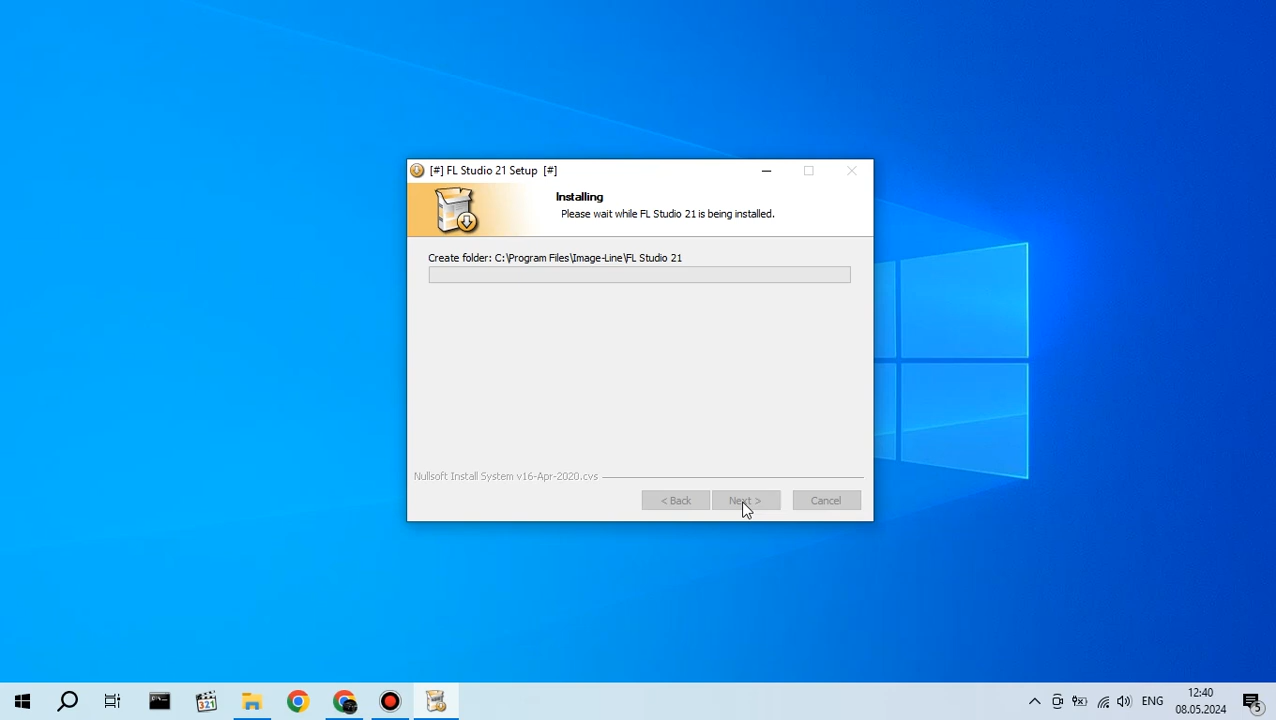 [#] FL Studio 21 Setup [#]
Installing
Please wait while FL Studio 21 is being installed.
Create folder: C:\Program Files\Image-Line\FL Studio 21
Nullsoft Install System v16-Apr-2020.cvs
< Back
Next >
Cancel
321
ENG
12:40
08.05.2024
5